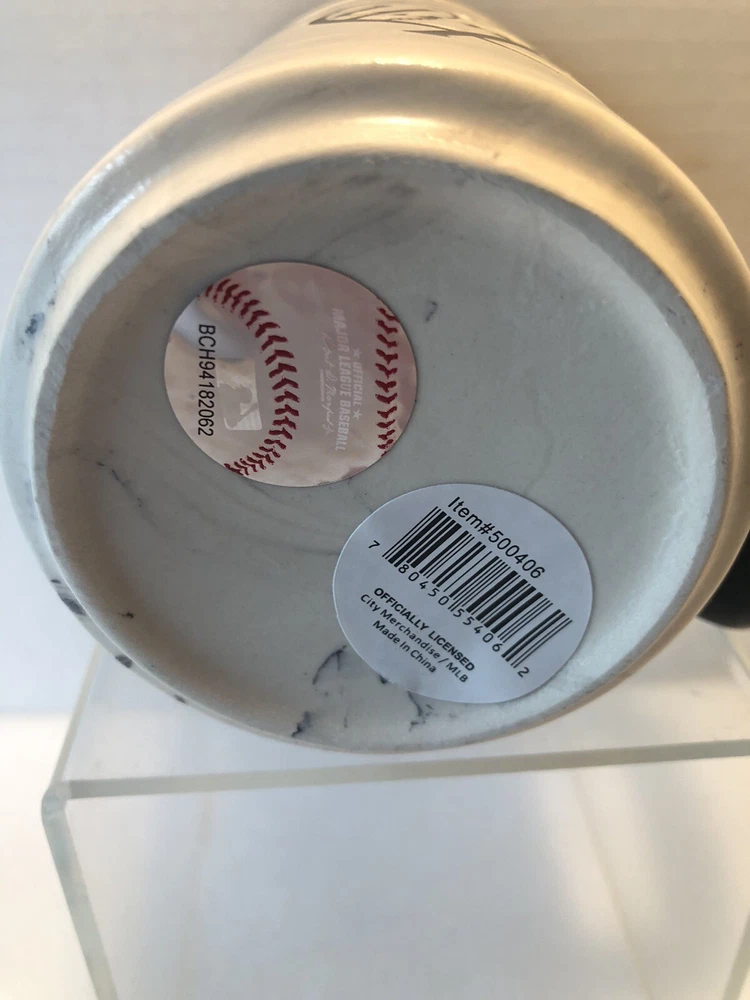 BCH94182062
★ OFFICIAL ★
MAJOR LEAGUE BASEBALL
Item#500406
7 80450 55406 2
OFFICIALLY LICENSED
City Merchandise / MLB
Made In China